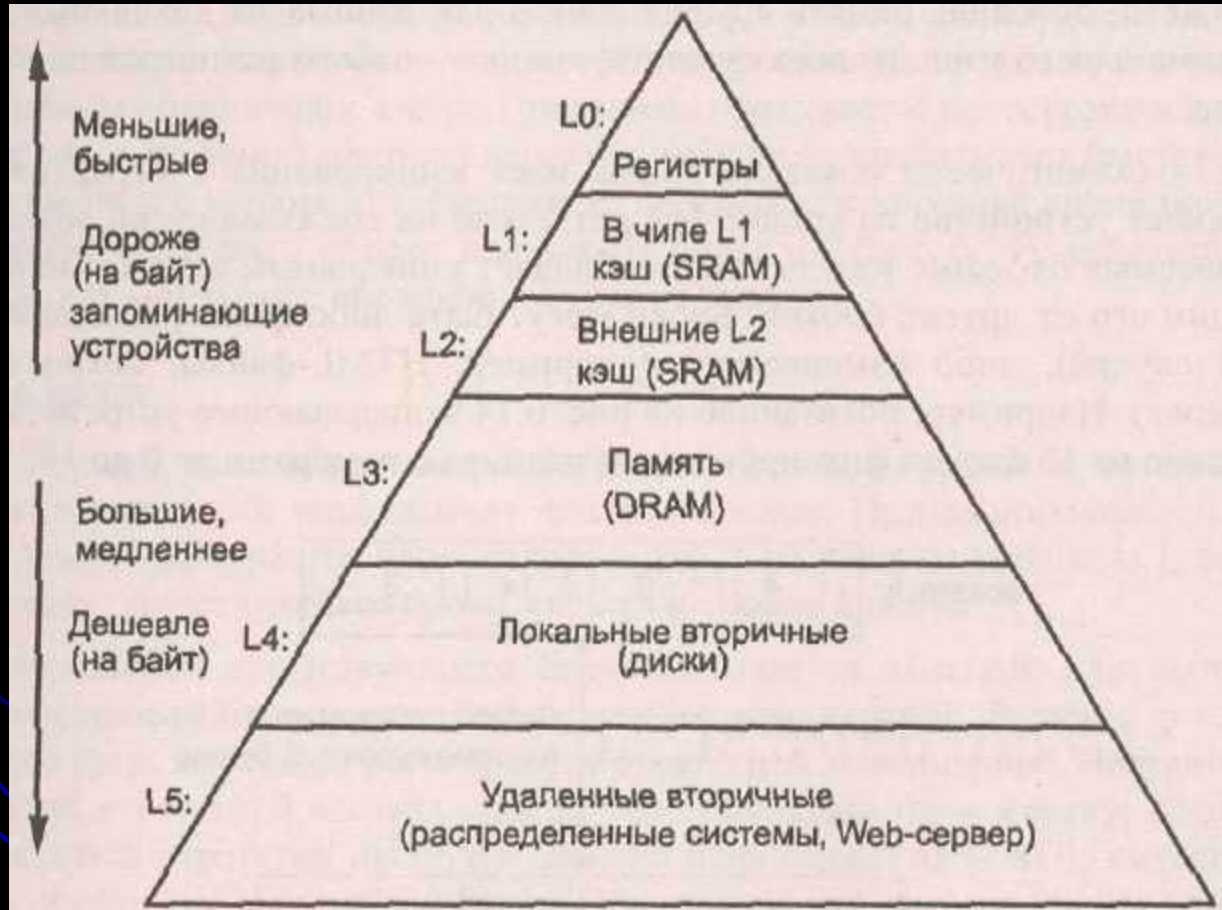 Меньшие,
быстрые
Дороже
(на байт)
запоминающие
устройства
Большие,
медленнее
Дешевле
(на байт)
L0:
Регистры
L1:
В чипе L1
кэш (SRAM)
L2:
Внешние L2
кэш (SRAM)
L3:
Память
(DRAM)
L4:
Локальные вторичные
(диски)
L5:
Удаленные вторичные
(распределенные системы, Web-сервер)